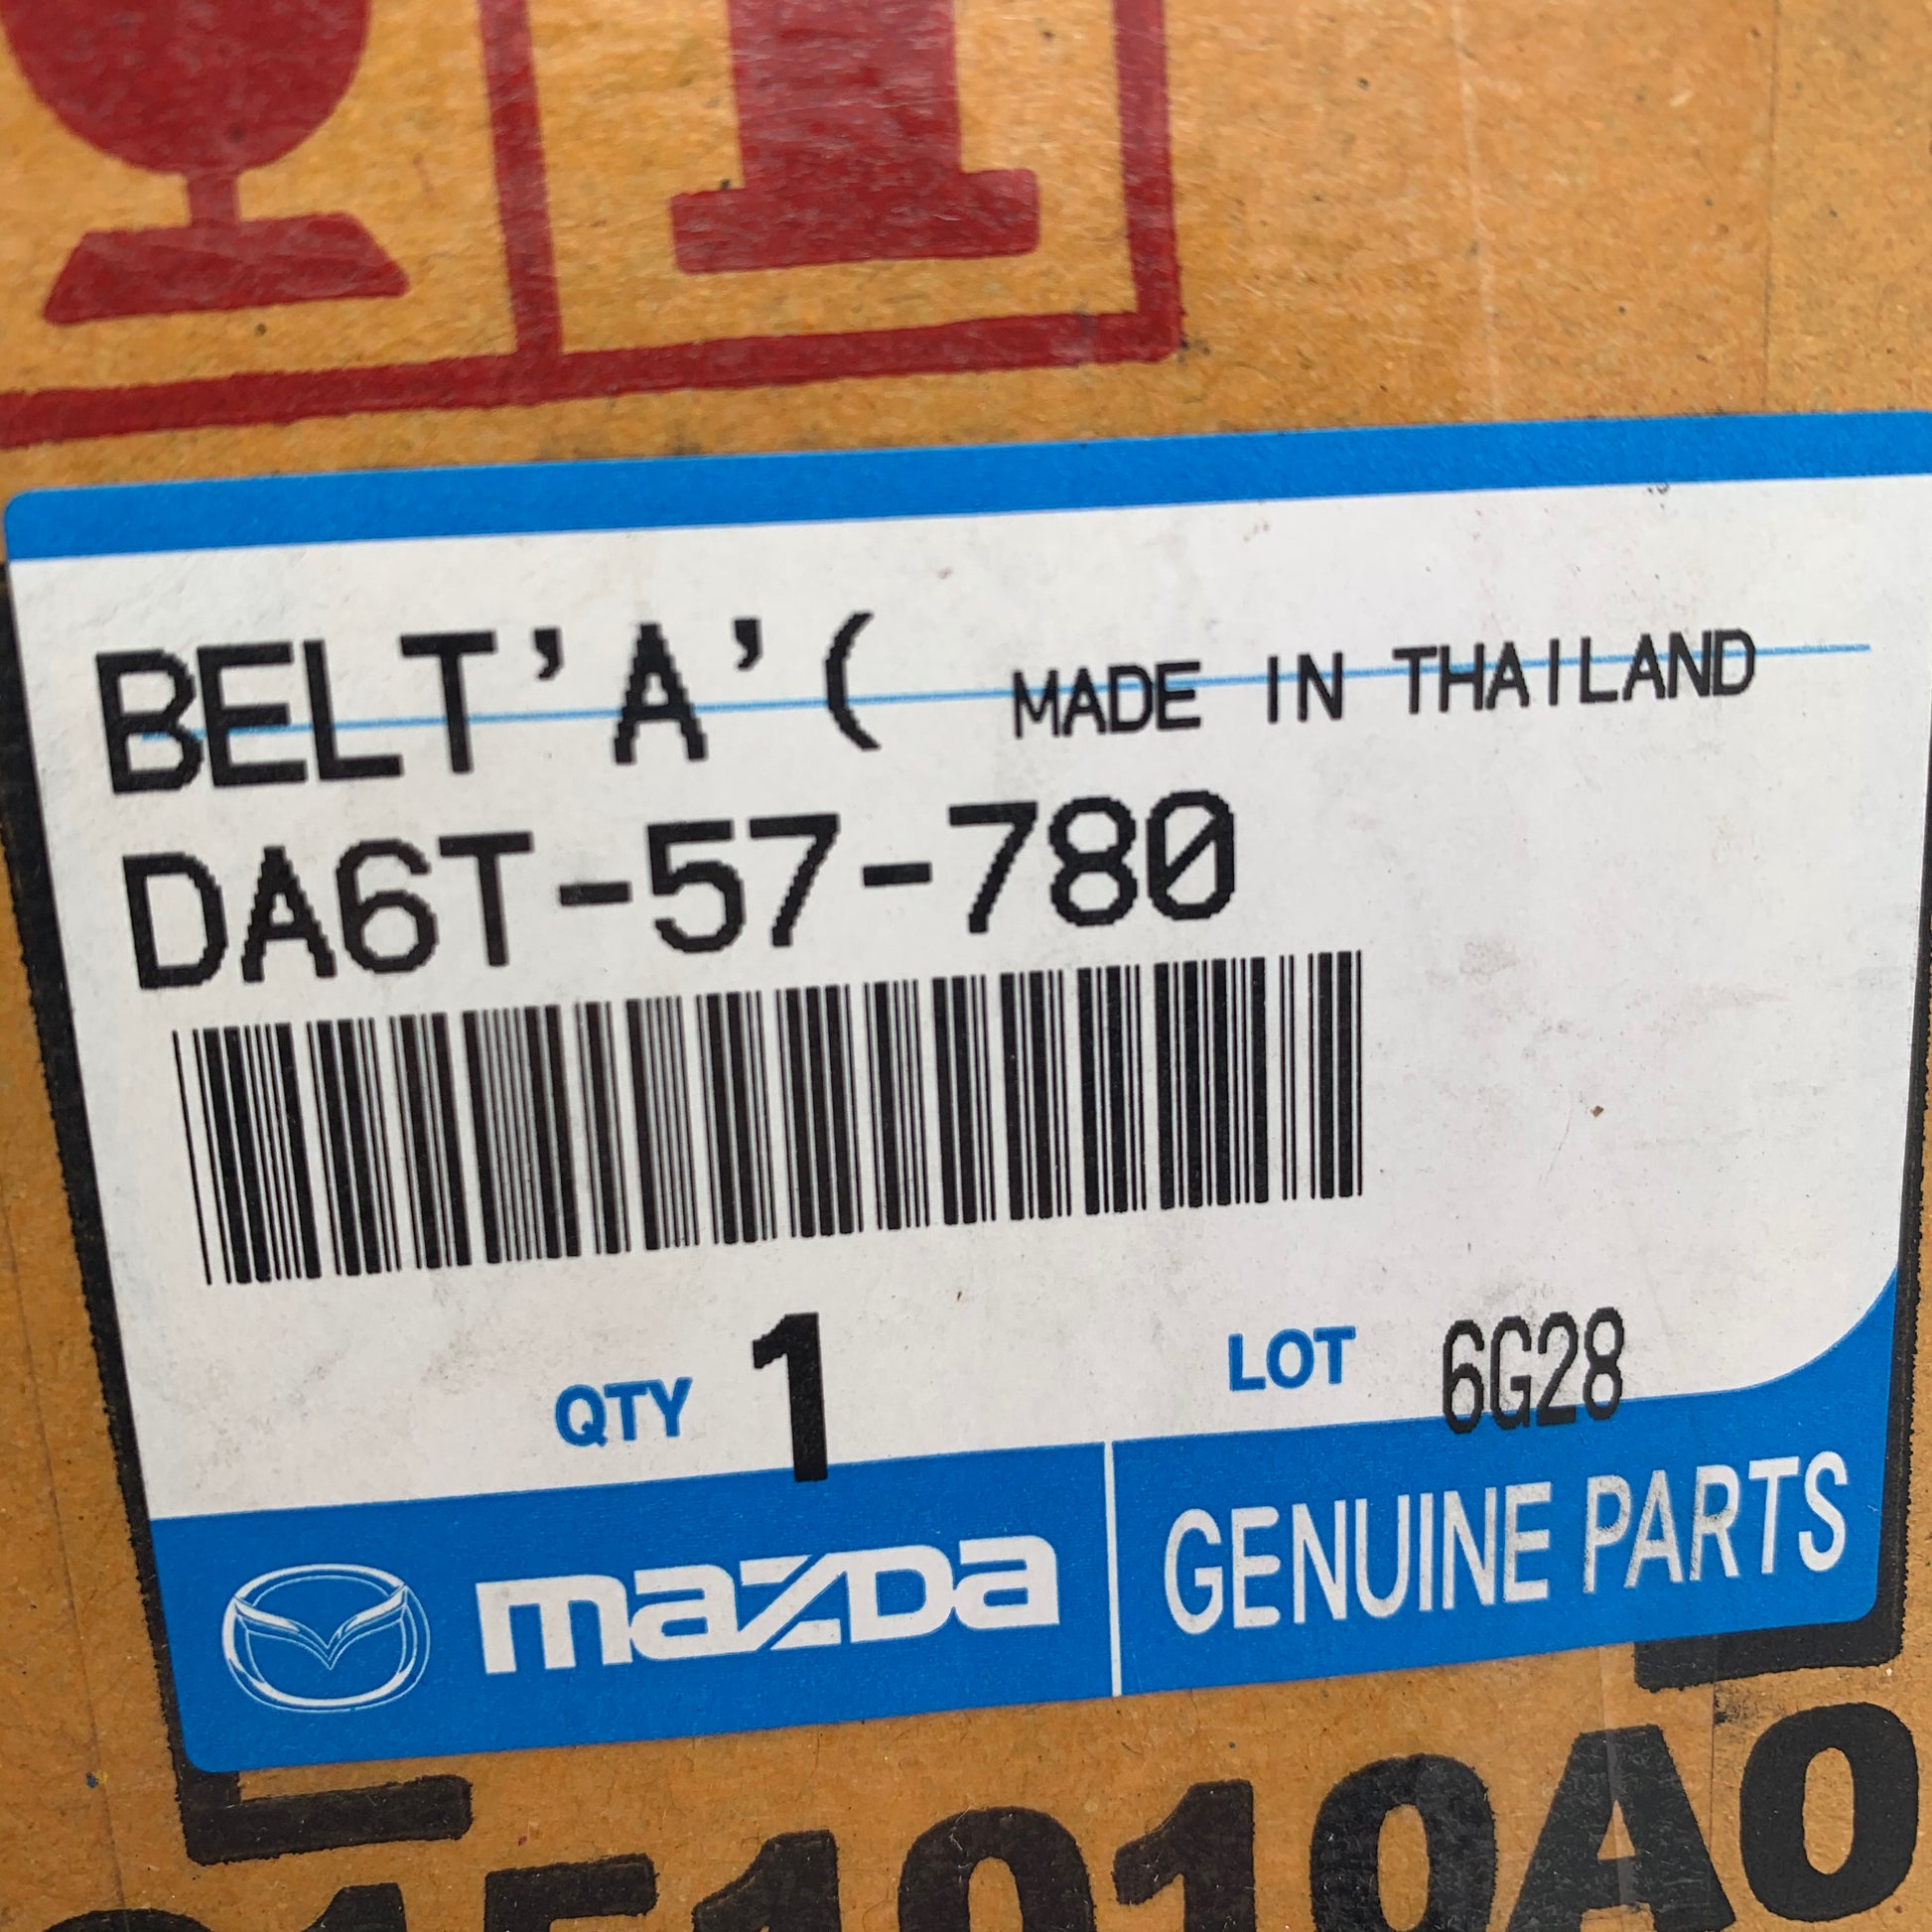 BELT'A'( MADE IN THAILAND
DA6T-57-780
QTY 1 LOT 6G28
mazda GENUINE PARTS